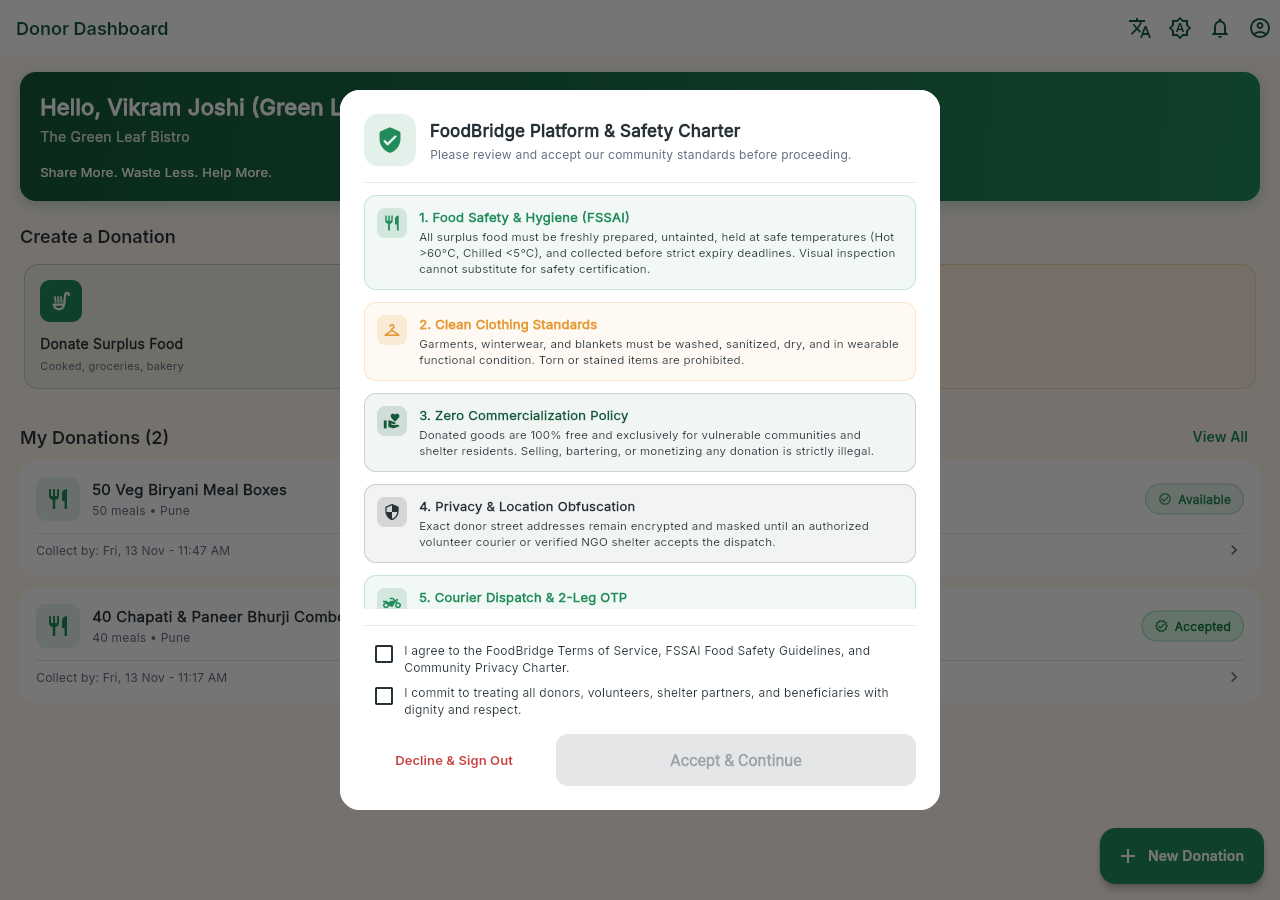 Donor Dashboard
Hello, Vikram Joshi (Green L
The Green Leaf Bistro
Share More. Waste Less. Help More.
Create a Donation
Donate Surplus Food
Cooked, groceries, bakery
My Donations (2)
View All
50 Veg Biryani Meal Boxes
50 meals • Pune
Available
Collect by: Fri, 13 Nov - 11:47 AM
40 Chapati & Paneer Bhurji Combo
40 meals • Pune
Accepted
Collect by: Fri, 13 Nov - 11:17 AM
New Donation
FoodBridge Platform & Safety Charter
Please review and accept our community standards before proceeding.
1. Food Safety & Hygiene (FSSAI)
All surplus food must be freshly prepared, untainted, held at safe temperatures (Hot
>60°C, Chilled <5°C), and collected before strict expiry deadlines. Visual inspection
cannot substitute for safety certification.
2. Clean Clothing Standards
Garments, winterwear, and blankets must be washed, sanitized, dry, and in wearable
functional condition. Torn or stained items are prohibited.
3. Zero Commercialization Policy
Donated goods are 100% free and exclusively for vulnerable communities and
shelter residents. Selling, bartering, or monetizing any donation is strictly illegal.
4. Privacy & Location Obfuscation
Exact donor street addresses remain encrypted and masked until an authorized
volunteer courier or verified NGO shelter accepts the dispatch.
5. Courier Dispatch & 2-Leg OTP
I agree to the FoodBridge Terms of Service, FSSAI Food Safety Guidelines, and
Community Privacy Charter.
I commit to treating all donors, volunteers, shelter partners, and beneficiaries with
dignity and respect.
Decline & Sign Out
Accept & Continue